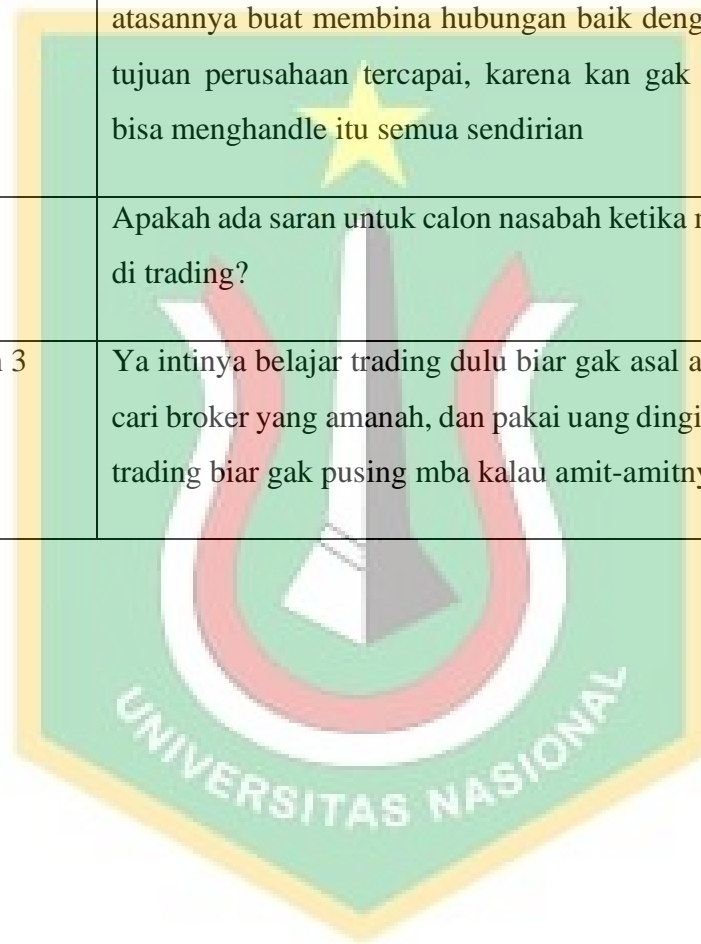 atasannya buat membina hubungan baik deng
tujuan perusahaan tercapai, karena kan gak
bisa menghandle itu semua sendirian
Apakah ada saran untuk calon nasabah ketika
di trading?
3 Ya intinya belajar trading dulu biar gak asal
cari broker yang amanah, dan pakai uang dingi
trading biar gak pusing mba kalau amit-amitny
UNIVERSITAS NASIONAL